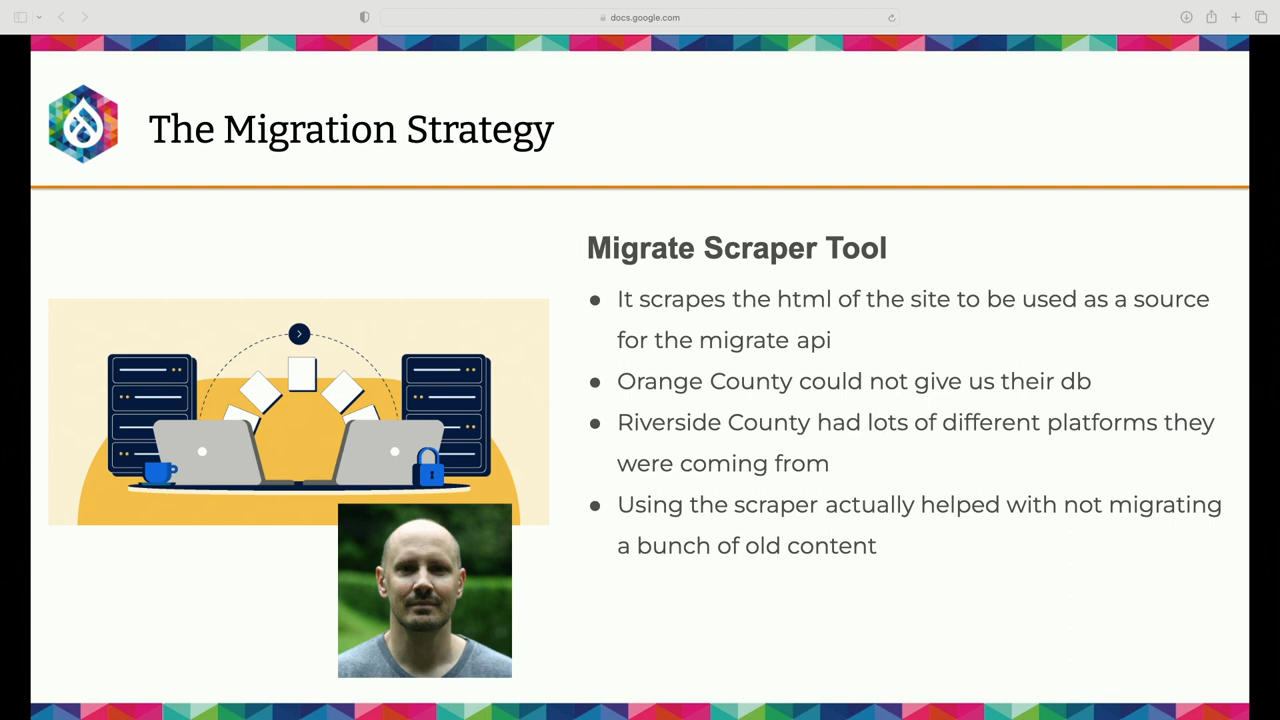 docs.google.com
The Migration Strategy
Migrate Scraper Tool
● It scrapes the html of the site to be used as a source
for the migrate api
● Orange County could not give us their db
● Riverside County had lots of different platforms they
were coming from
● Using the scraper actually helped with not migrating
a bunch of old content